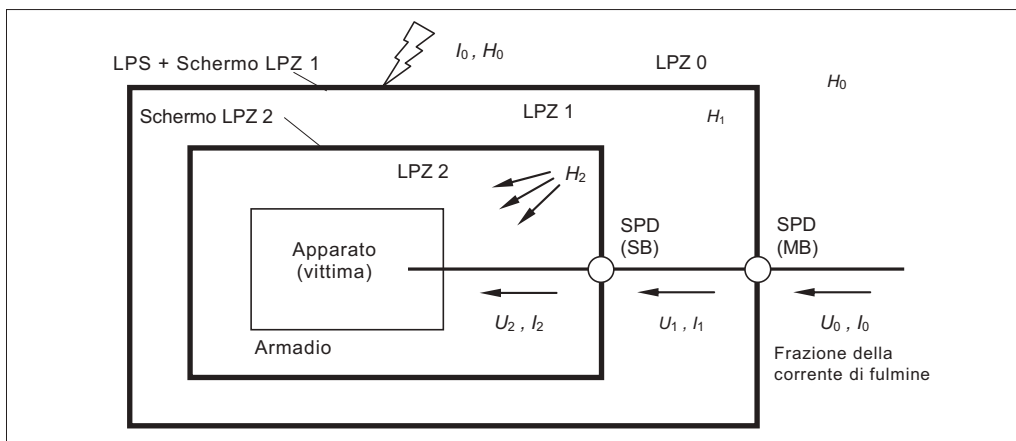 I0 , H0
LPZ 0
LPS + Schermo LPZ 1
H0
Schermo LPZ 2
LPZ 1
H1
LPZ 2
H2
SPD
(SB)
SPD
(MB)
Apparato
(vittima)
U2 , I2
U1 , I1
U0 , I0
Armadio
Frazione della
corrente di fulmine